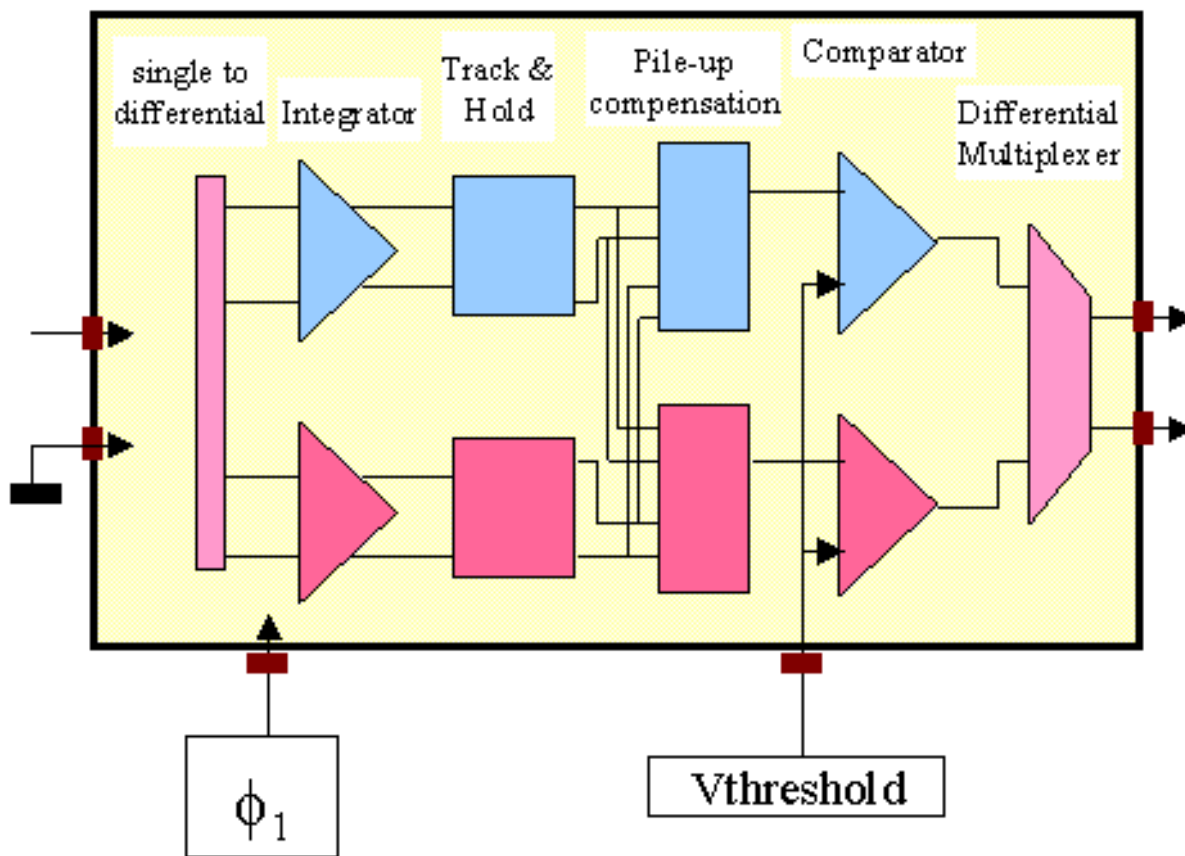 single to
differential
Integrator
Track &
Hold
Pile-up
compensation
Comparator
Differential
Multiplexer
ϕ1
Vthreshold